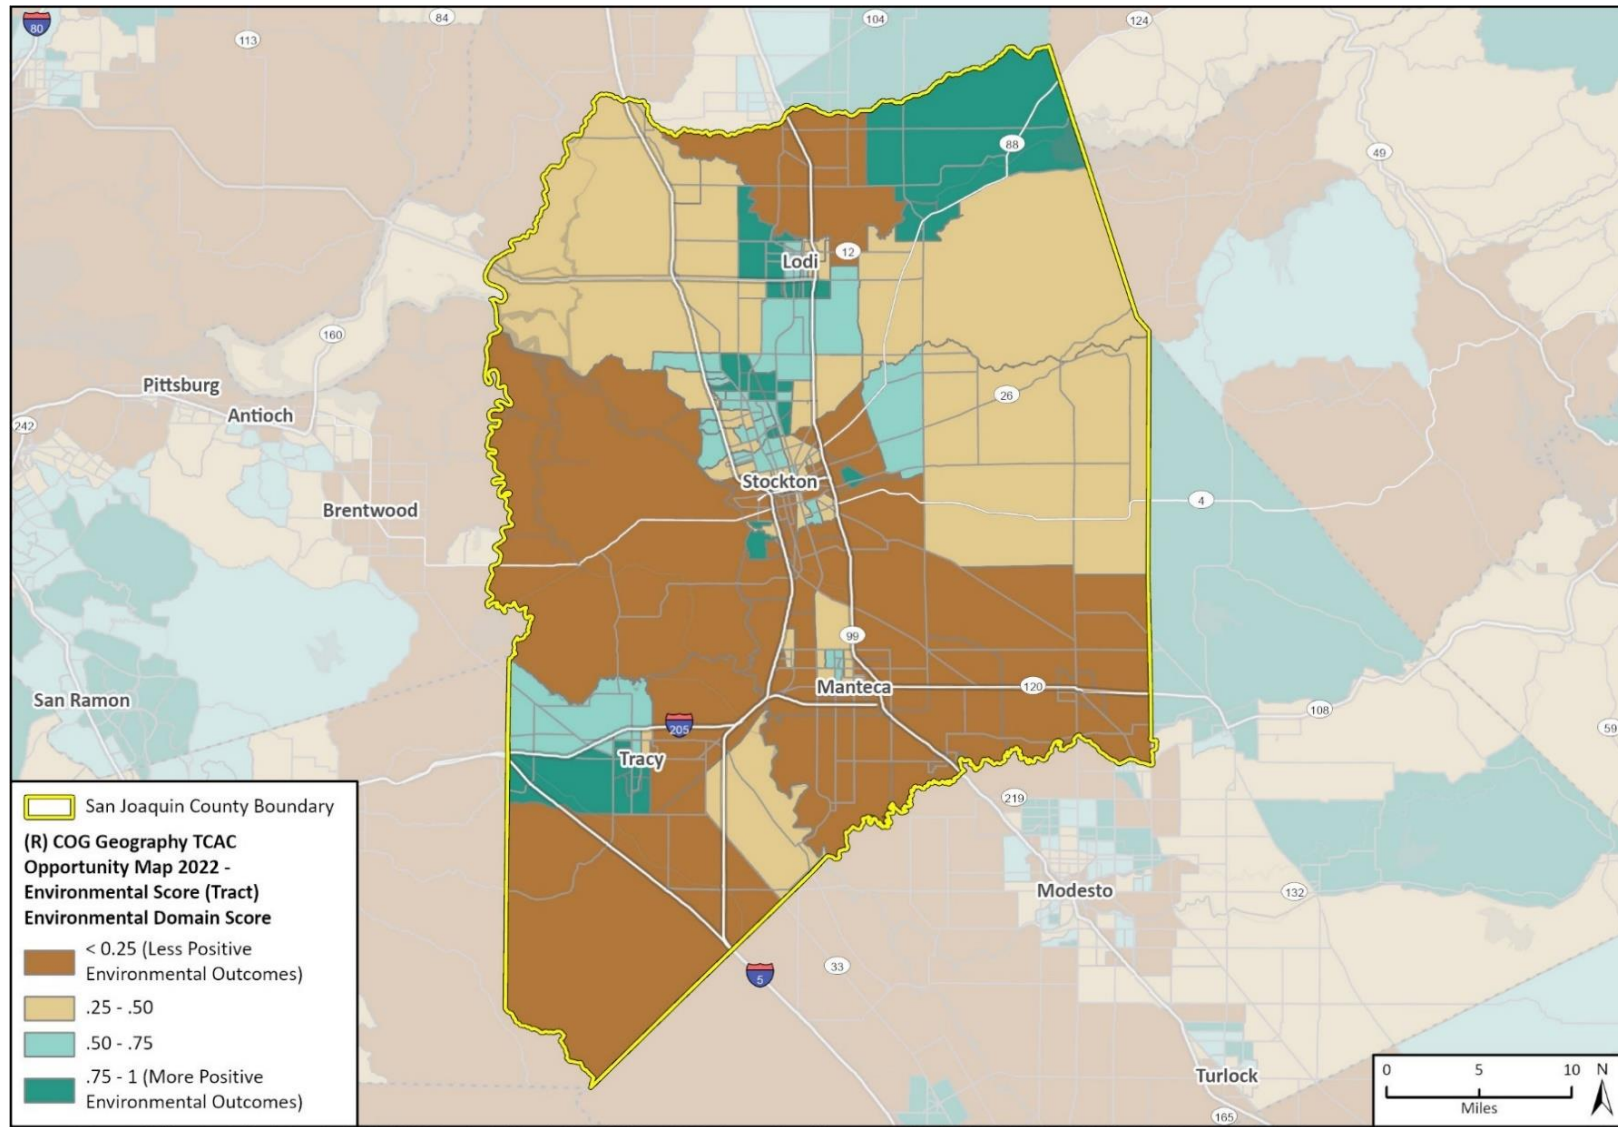 80
84
113
104
124
88
49
12
Lodi
160
Pittsburg
Antioch
242
26
Stockton
4
Brentwood
99
San Ramon
Manteca
120
108
59
205
Tracy
219
Modesto
132
33
5
Turlock
165
San Joaquin County Boundary
(R) COG Geography TCAC
Opportunity Map 2022 -
Environmental Score (Tract)
Environmental Domain Score
< 0.25 (Less Positive
Environmental Outcomes)
.25 - .50
.50 - .75
.75 - 1 (More Positive
Environmental Outcomes)
0 5 10
Miles
N